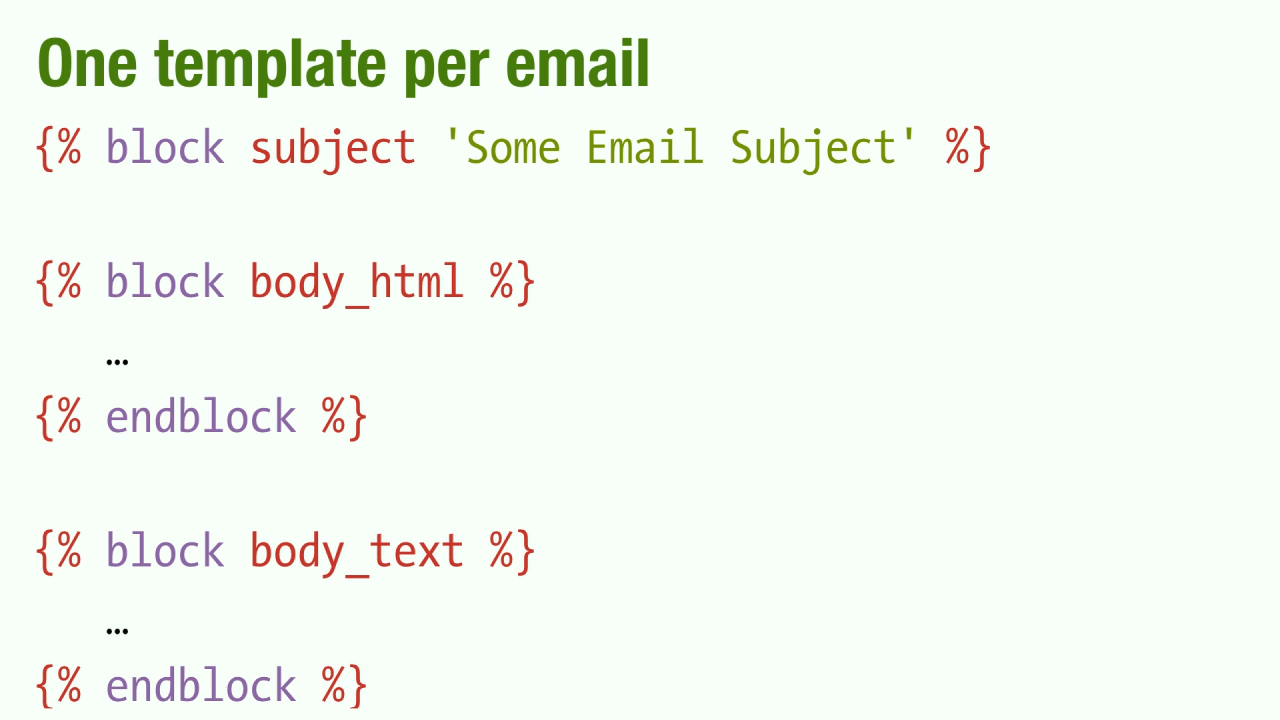 One template per email
{% block subject 'Some Email Subject' %}
{% block body_html %}
…
{% endblock %}
{% block body_text %}
…
{% endblock %}